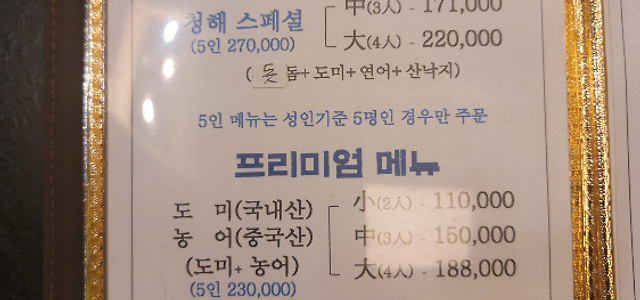 청해 스페셜
(5인 270,000)
中(3人) - 171,000
大(4人) - 220,000
( 돗돔+ 도미+ 연어+ 산낙지)
5인 메뉴는 성인기준 5명인 경우만 주문
프리미엄 메뉴
도 미(국내산)
농 어(중국산)
(도미+ 농어)
(5인 230,000)
小(2人) - 110,000
中(3人) - 150,000
大(4人) - 188,000